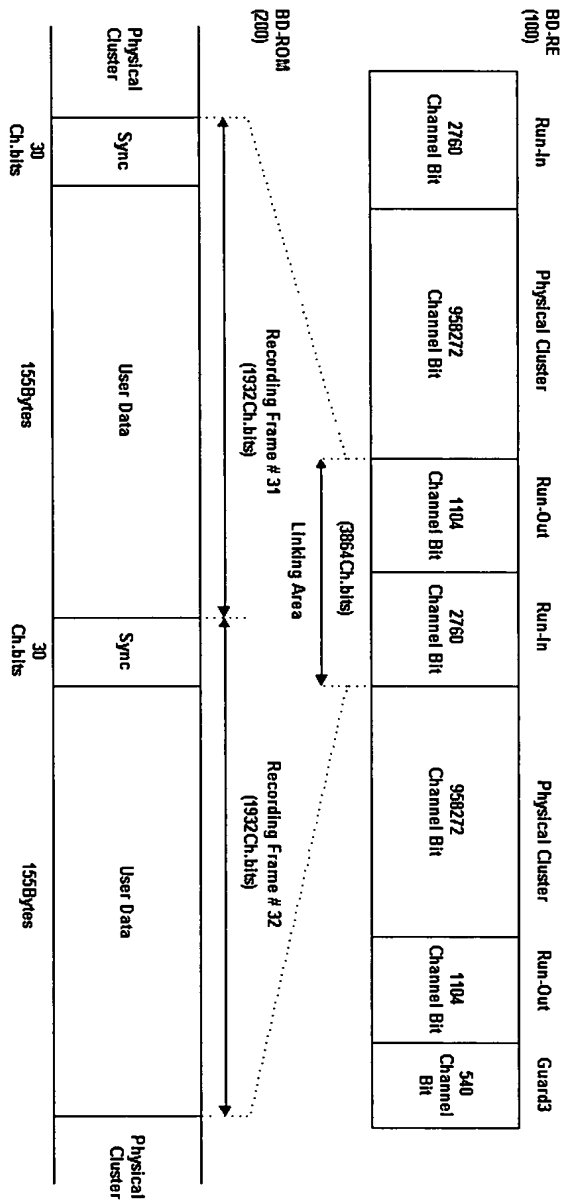 BD-RE
(100)
Run-In
Physical Cluster
Run-Out
Run-In
Physical Cluster
Run-Out
Guard3
2760
Channel Bit
958272
Channel Bit
1104
Channel Bit
2760
Channel Bit
958272
Channel Bit
1104
Channel Bit
540
Channel
Bit
(3864Ch.bits)
Linking Area
BD-ROM
(200)
Recording Frame # 31
(1932Ch.bits)
Recording Frame # 32
(1932Ch.bits)
Physical
Cluster
Sync
User Data
Sync
User Data
Physical
Cluster
30
Ch.bits
155Bytes
30
Ch.bits
155Bytes